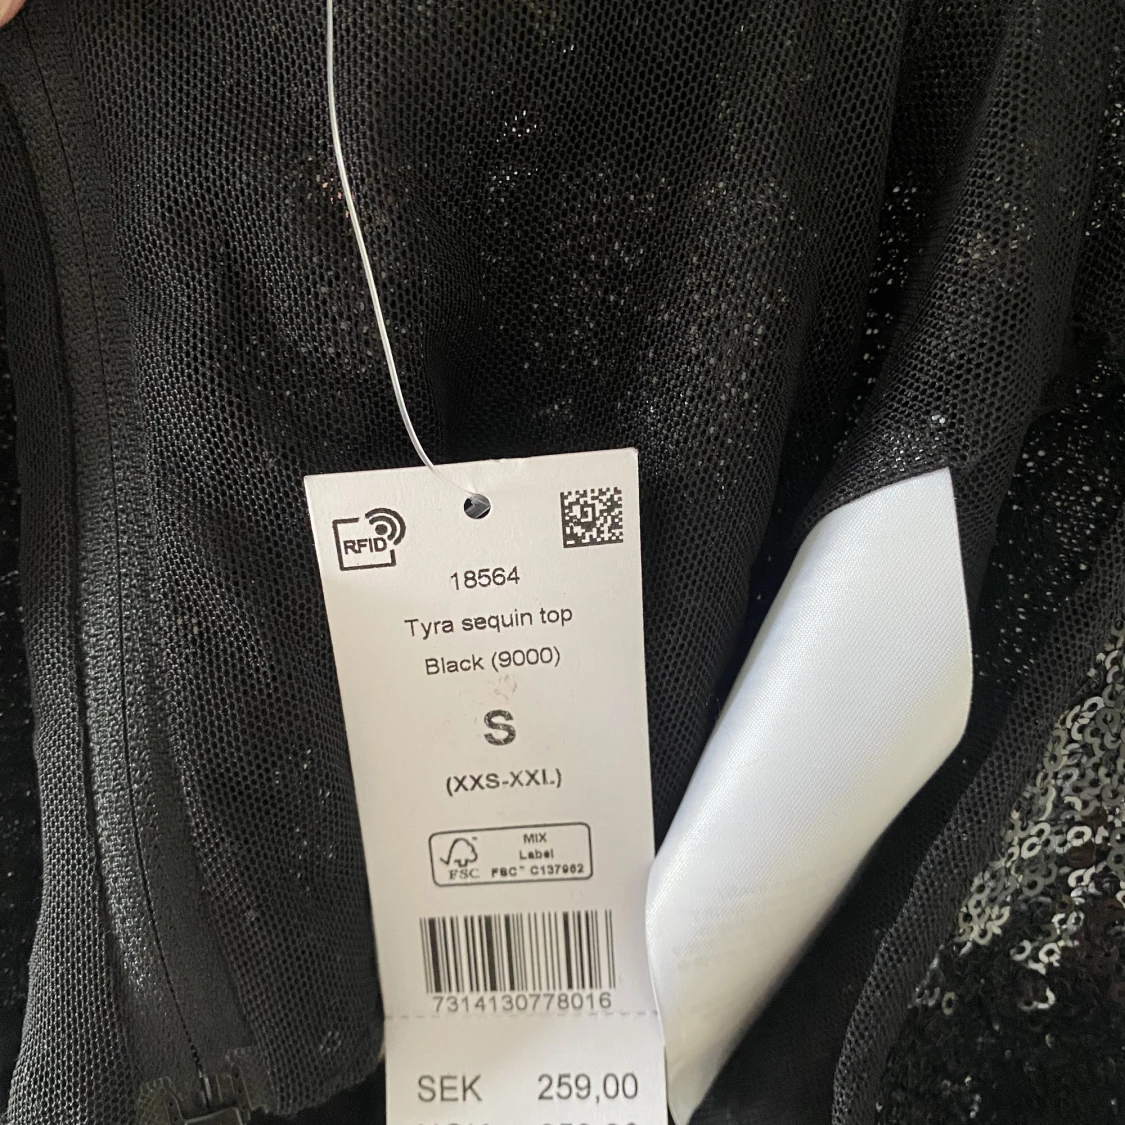 RFID
18564
Tyra sequin top
Black (9000)
S
(XXS-XXL)
MIX
Label
FSC FSC™ C137962
7314130778016
SEK 259,00